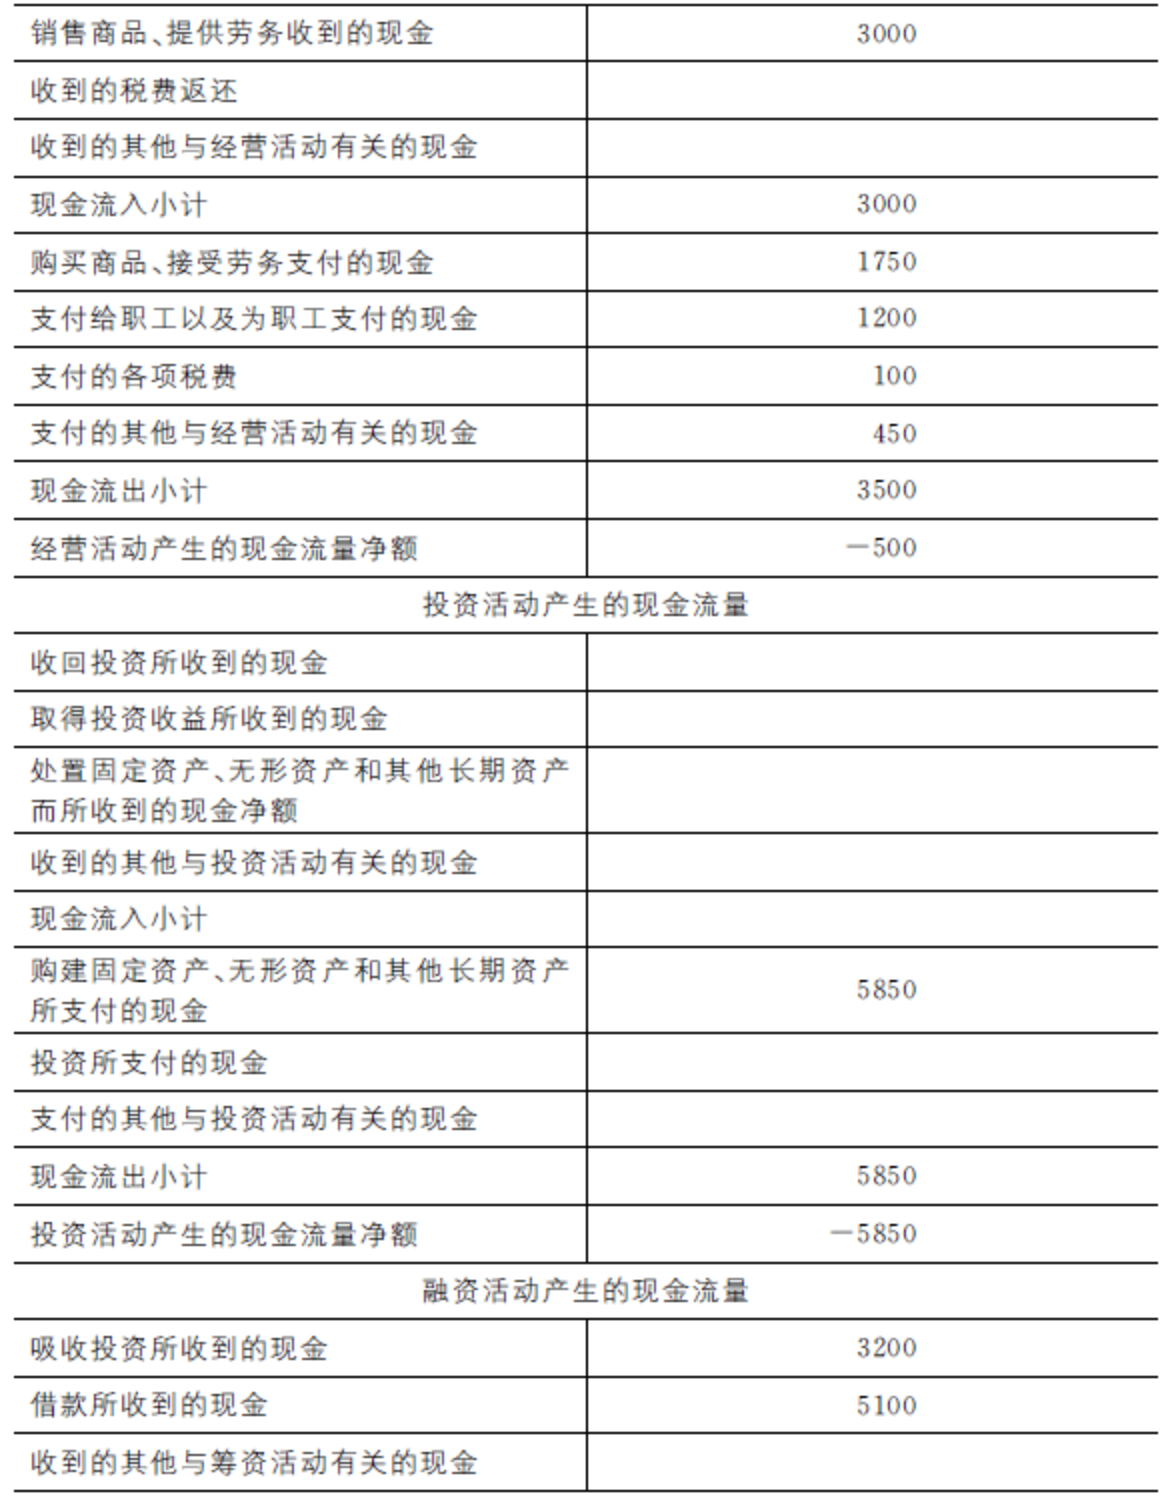 销售商品、提供劳务收到的现金 3000
收到的税费返还
收到的其他与经营活动有关的现金
现金流入小计 3000
购买商品、接受劳务支付的现金 1750
支付给职工以及为职工支付的现金 1200
支付的各项税费 100
支付的其他与经营活动有关的现金 450
现金流出小计 3500
经营活动产生的现金流量净额 －500
投资活动产生的现金流量
收回投资所收到的现金
取得投资收益所收到的现金
处置固定资产、无形资产和其他长期资产
而所收到的现金净额
收到的其他与投资活动有关的现金
现金流入小计
购建固定资产、无形资产和其他长期资产
所支付的现金 5850
投资所支付的现金
支付的其他与投资活动有关的现金
现金流出小计 5850
投资活动产生的现金流量净额 －5850
融资活动产生的现金流量
吸收投资所收到的现金 3200
借款所收到的现金 5100
收到的其他与筹资活动有关的现金